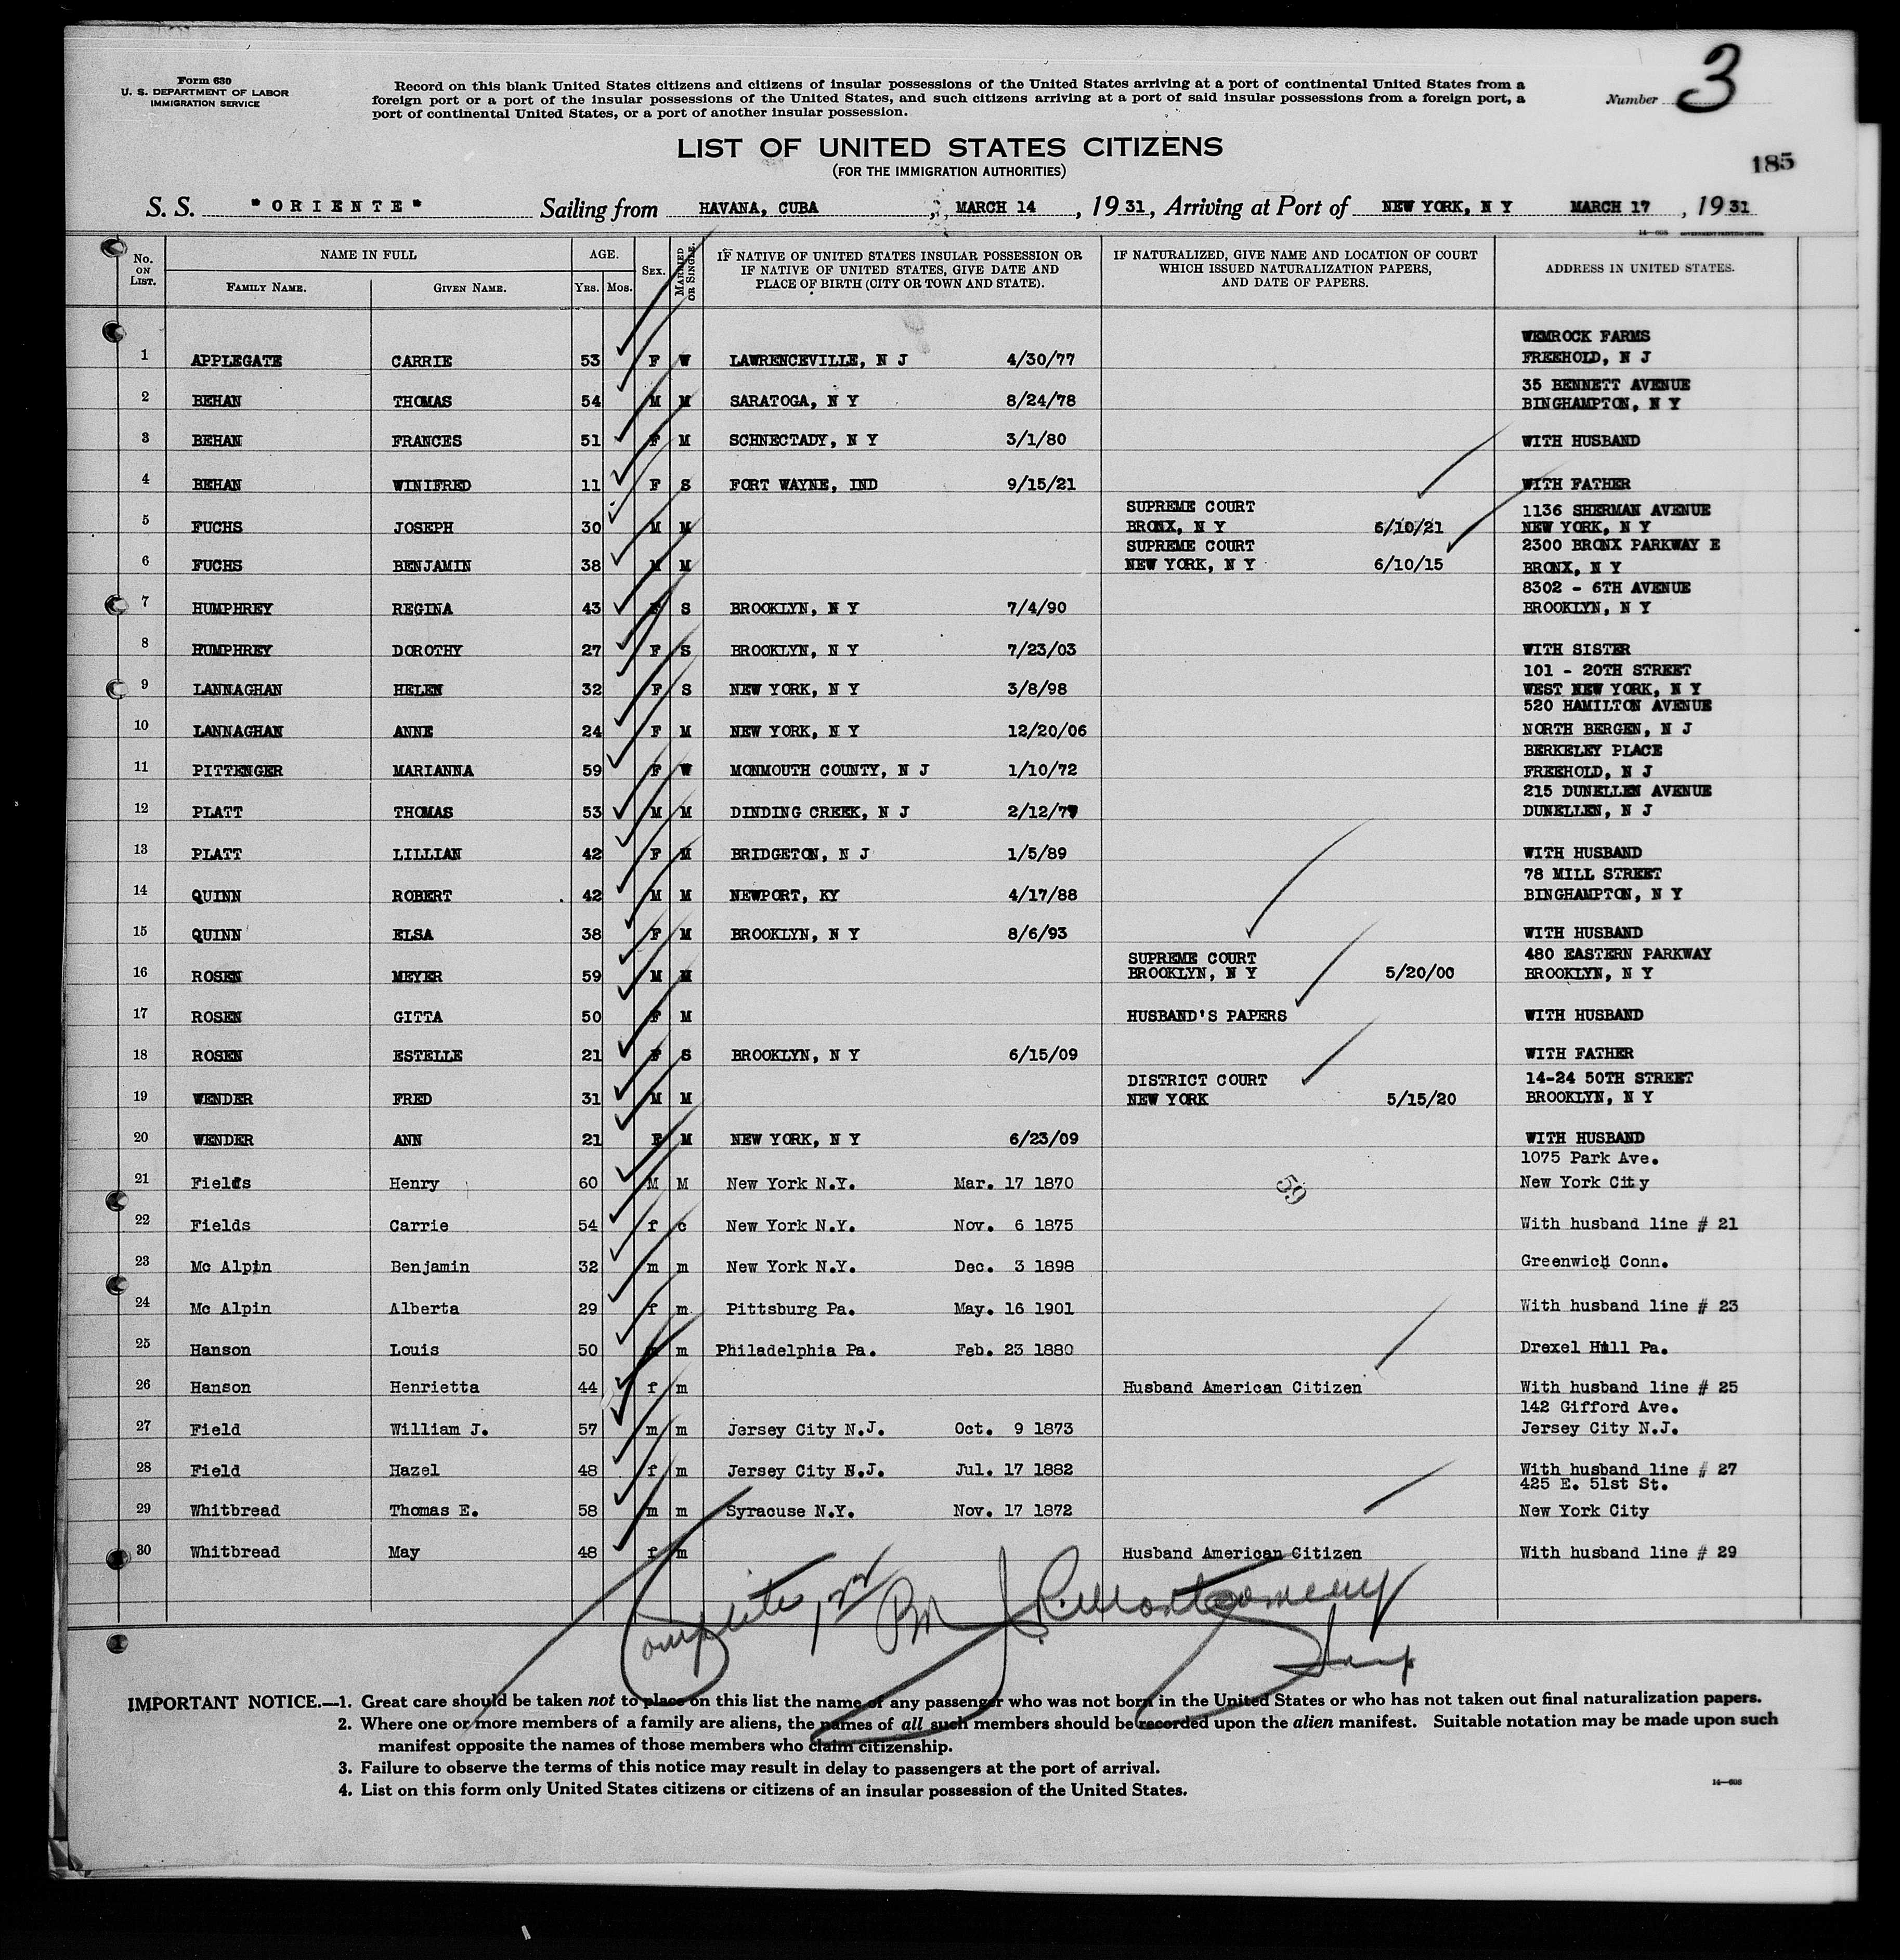 Form 630
U. S. DEPARTMENT OF LABOR
IMMIGRATION SERVICE
Record on this blank United States citizens and citizens of insular possessions of the United States arriving at a port of continental United States from a
foreign port or a port of the insular possessions of the United States, and such citizens arriving at a port of said insular possessions from a foreign port, a
port of continental United States, or a port of another insular possession.
Number 3
LIST OF UNITED STATES CITIZENS
(FOR THE IMMIGRATION AUTHORITIES)
185
S. S. "ORIENTE" Sailing from HAVANA, CUBA, MARCH 14, 1931, Arriving at Port of NEW YORK, N Y MARCH 17, 1931
14—608 GOVERNMENT PRINTING OFFICE
No. ON LIST. NAME IN FULL FAMILY NAME. GIVEN NAME. AGE. YRS. MOS. SEX. MARRIED OR SINGLE. IF NATIVE OF UNITED STATES INSULAR POSSESSION OR IF NATIVE OF UNITED STATES, GIVE DATE AND PLACE OF BIRTH (CITY OR TOWN AND STATE). IF NATURALIZED, GIVE NAME AND LOCATION OF COURT WHICH ISSUED NATURALIZATION PAPERS, AND DATE OF PAPERS. ADDRESS IN UNITED STATES.
WEMROCK FARMS
1 APPLEGATE CARRIE 53 F W LAWRENCEVILLE, N J 4/30/77 FREEHOLD, N J
35 BENNETT AVENUE
2 BEHAN THOMAS 54 M M SARATOGA, N Y 8/24/78 BINGHAMPTON, N Y
3 BEHAN FRANCES 51 F M SCHNECTADY, N Y 3/1/80 WITH HUSBAND
4 BEHAN WINIFRED 11 F S FORT WAYNE, IND 9/15/21 WITH FATHER
SUPREME COURT 1136 SHERMAN AVENUE
5 FUCHS JOSEPH 30 M M BRONX, N Y 6/10/21 NEW YORK, N Y
SUPREME COURT 2300 BRONX PARKWAY E
6 FUCHS BENJAMIN 38 M M NEW YORK, N Y 6/10/15 BRONX, N Y
8302 - 6TH AVENUE
7 HUMPHREY REGINA 43 F S BROOKLYN, N Y 7/4/90 BROOKLYN, N Y
8 HUMPHREY DOROTHY 27 F S BROOKLYN, N Y 7/23/03 WITH SISTER
101 - 20TH STREET
9 LANNAGHAN HELEN 32 F S NEW YORK, N Y 3/8/98 WEST NEW YORK, N Y
520 HAMILTON AVENUE
10 LANNAGHAN ANNE 24 F M NEW YORK, N Y 12/20/06 NORTH BERGEN, N J
BERKELEY PLACE
11 PITTENGER MARIANNA 59 F W MONMOUTH COUNTY, N J 1/10/72 FREEHOLD, N J
215 DUNELLEN AVENUE
12 PLATT THOMAS 53 M M DINDING CREEK, N J 2/12/77 DUNELLEN, N J
13 PLATT LILLIAN 42 F M BRIDGETON, N J 1/5/89 WITH HUSBAND
78 MILL STREET
14 QUINN ROBERT 42 M M NEWPORT, KY 4/17/88 BINGHAMPTON, N Y
15 QUINN ELSA 38 F M BROOKLYN, N Y 8/6/93 WITH HUSBAND
SUPREME COURT 480 EASTERN PARKWAY
16 ROSEN MEYER 59 M M BROOKLYN, N Y 5/20/00 BROOKLYN, N Y
17 ROSEN GITTA 50 F M HUSBAND'S PAPERS WITH HUSBAND
18 ROSEN ESTELLE 21 F S BROOKLYN, N Y 6/15/09 WITH FATHER
DISTRICT COURT 14-24 50TH STREET
19 WENDER FRED 31 M M NEW YORK 5/15/20 BROOKLYN, N Y
20 WENDER ANN 21 F M NEW YORK, N Y 6/23/09 WITH HUSBAND
1075 Park Ave.
21 Fields Henry 60 M M New York N.Y. Mar. 17 1870 59 New York City
22 Fields Carrie 54 f c New York N.Y. Nov. 6 1875 With husband line # 21
23 Mc Alpin Benjamin 32 m m New York N.Y. Dec. 3 1898 Greenwich Conn.
24 Mc Alpin Alberta 29 f m Pittsburg Pa. May. 16 1901 With husband line # 23
25 Hanson Louis 50 m m Philadelphia Pa. Feb. 23 1880 Drexel Hill Pa.
26 Hanson Henrietta 44 f m Husband American Citizen With husband line # 25
142 Gifford Ave.
27 Field William J. 57 m m Jersey City N.J. Oct. 9 1873 Jersey City N.J.
28 Field Hazel 48 f m Jersey City N.J. Jul. 17 1882 With husband line # 27
425 E. 51st St.
29 Whitbread Thomas E. 58 m m Syracuse N.Y. Nov. 17 1872 New York City
30 Whitbread May 48 f m Husband American Citizen With husband line # 29
Complete Montgomery
Insp
IMPORTANT NOTICE.—1. Great care should be taken not to place on this list the name of any passenger who was not born in the United States or who has not taken out final naturalization papers.
2. Where one or more members of a family are aliens, the names of all such members should be recorded upon the alien manifest. Suitable notation may be made upon such
manifest opposite the names of those members who claim citizenship.
3. Failure to observe the terms of this notice may result in delay to passengers at the port of arrival.
4. List on this form only United States citizens or citizens of an insular possession of the United States.
14—608